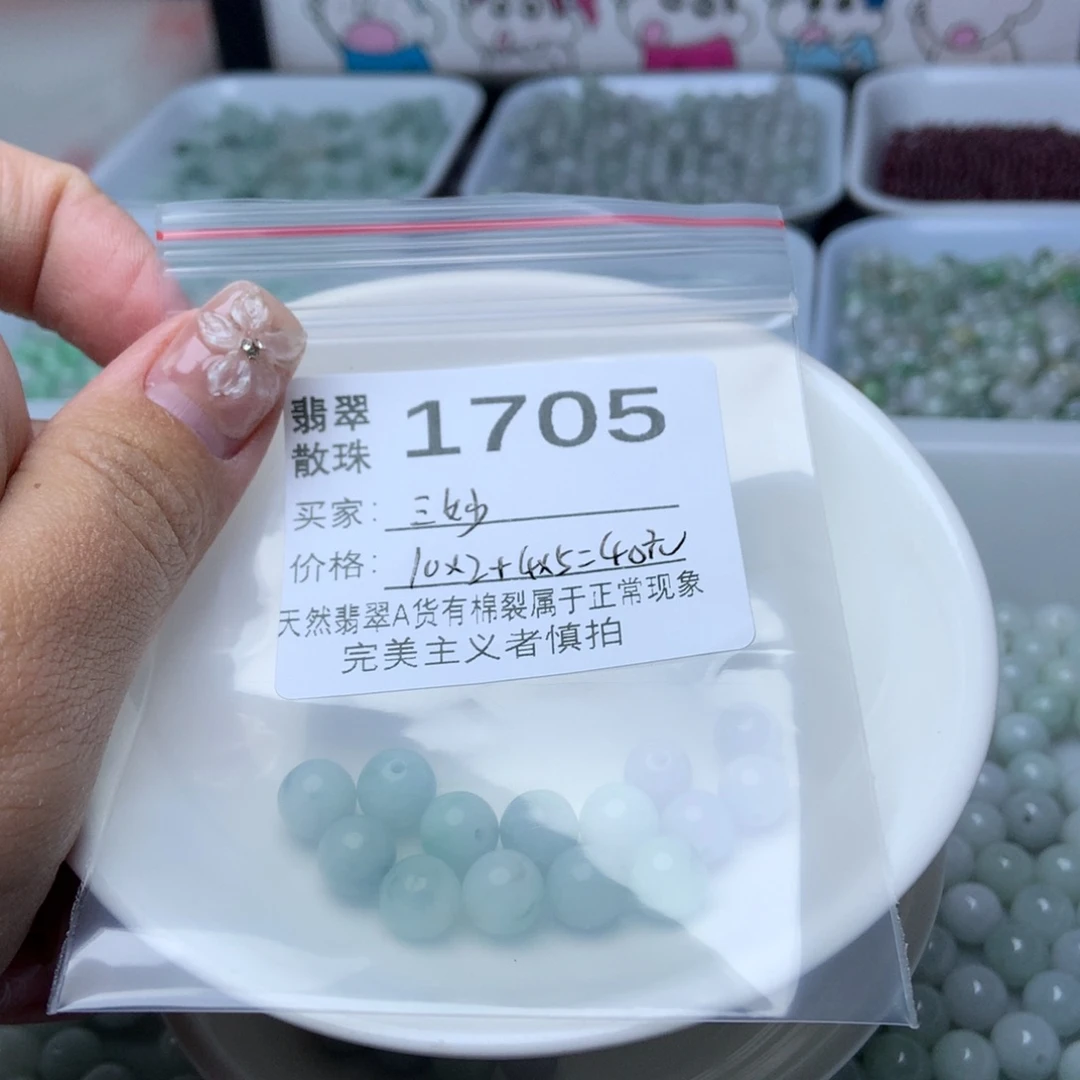 翡翠 1705
散珠
买家: 三妙
价格: 10x2+4x5=40元
天然翡翠A货有棉裂属于正常现象
完美主义者慎拍